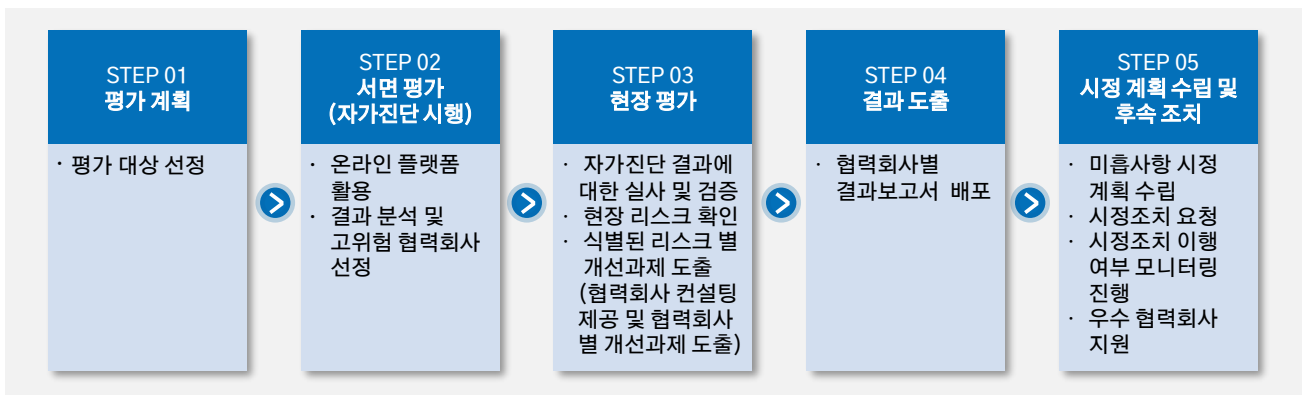 STEP 01
평가 계획
· 평가 대상 선정
STEP 02
서면 평가
(자가진단 시행)
· 온라인 플랫폼
활용
· 결과 분석 및
고위험 협력회사
선정
STEP 03
현장 평가
· 자가진단 결과에
대한 실사 및 검증
· 현장 리스크 확인
· 식별된 리스크 별
개선과제 도출
(협력회사 컨설팅
제공 및 협력회사
별 개선과제 도출)
STEP 04
결과 도출
· 협력회사별
결과보고서 배포
STEP 05
시정 계획 수립 및
후속 조치
· 미흡사항 시정
계획 수립
· 시정조치 요청
· 시정조치 이행
여부 모니터링
진행
· 우수 협력회사
지원